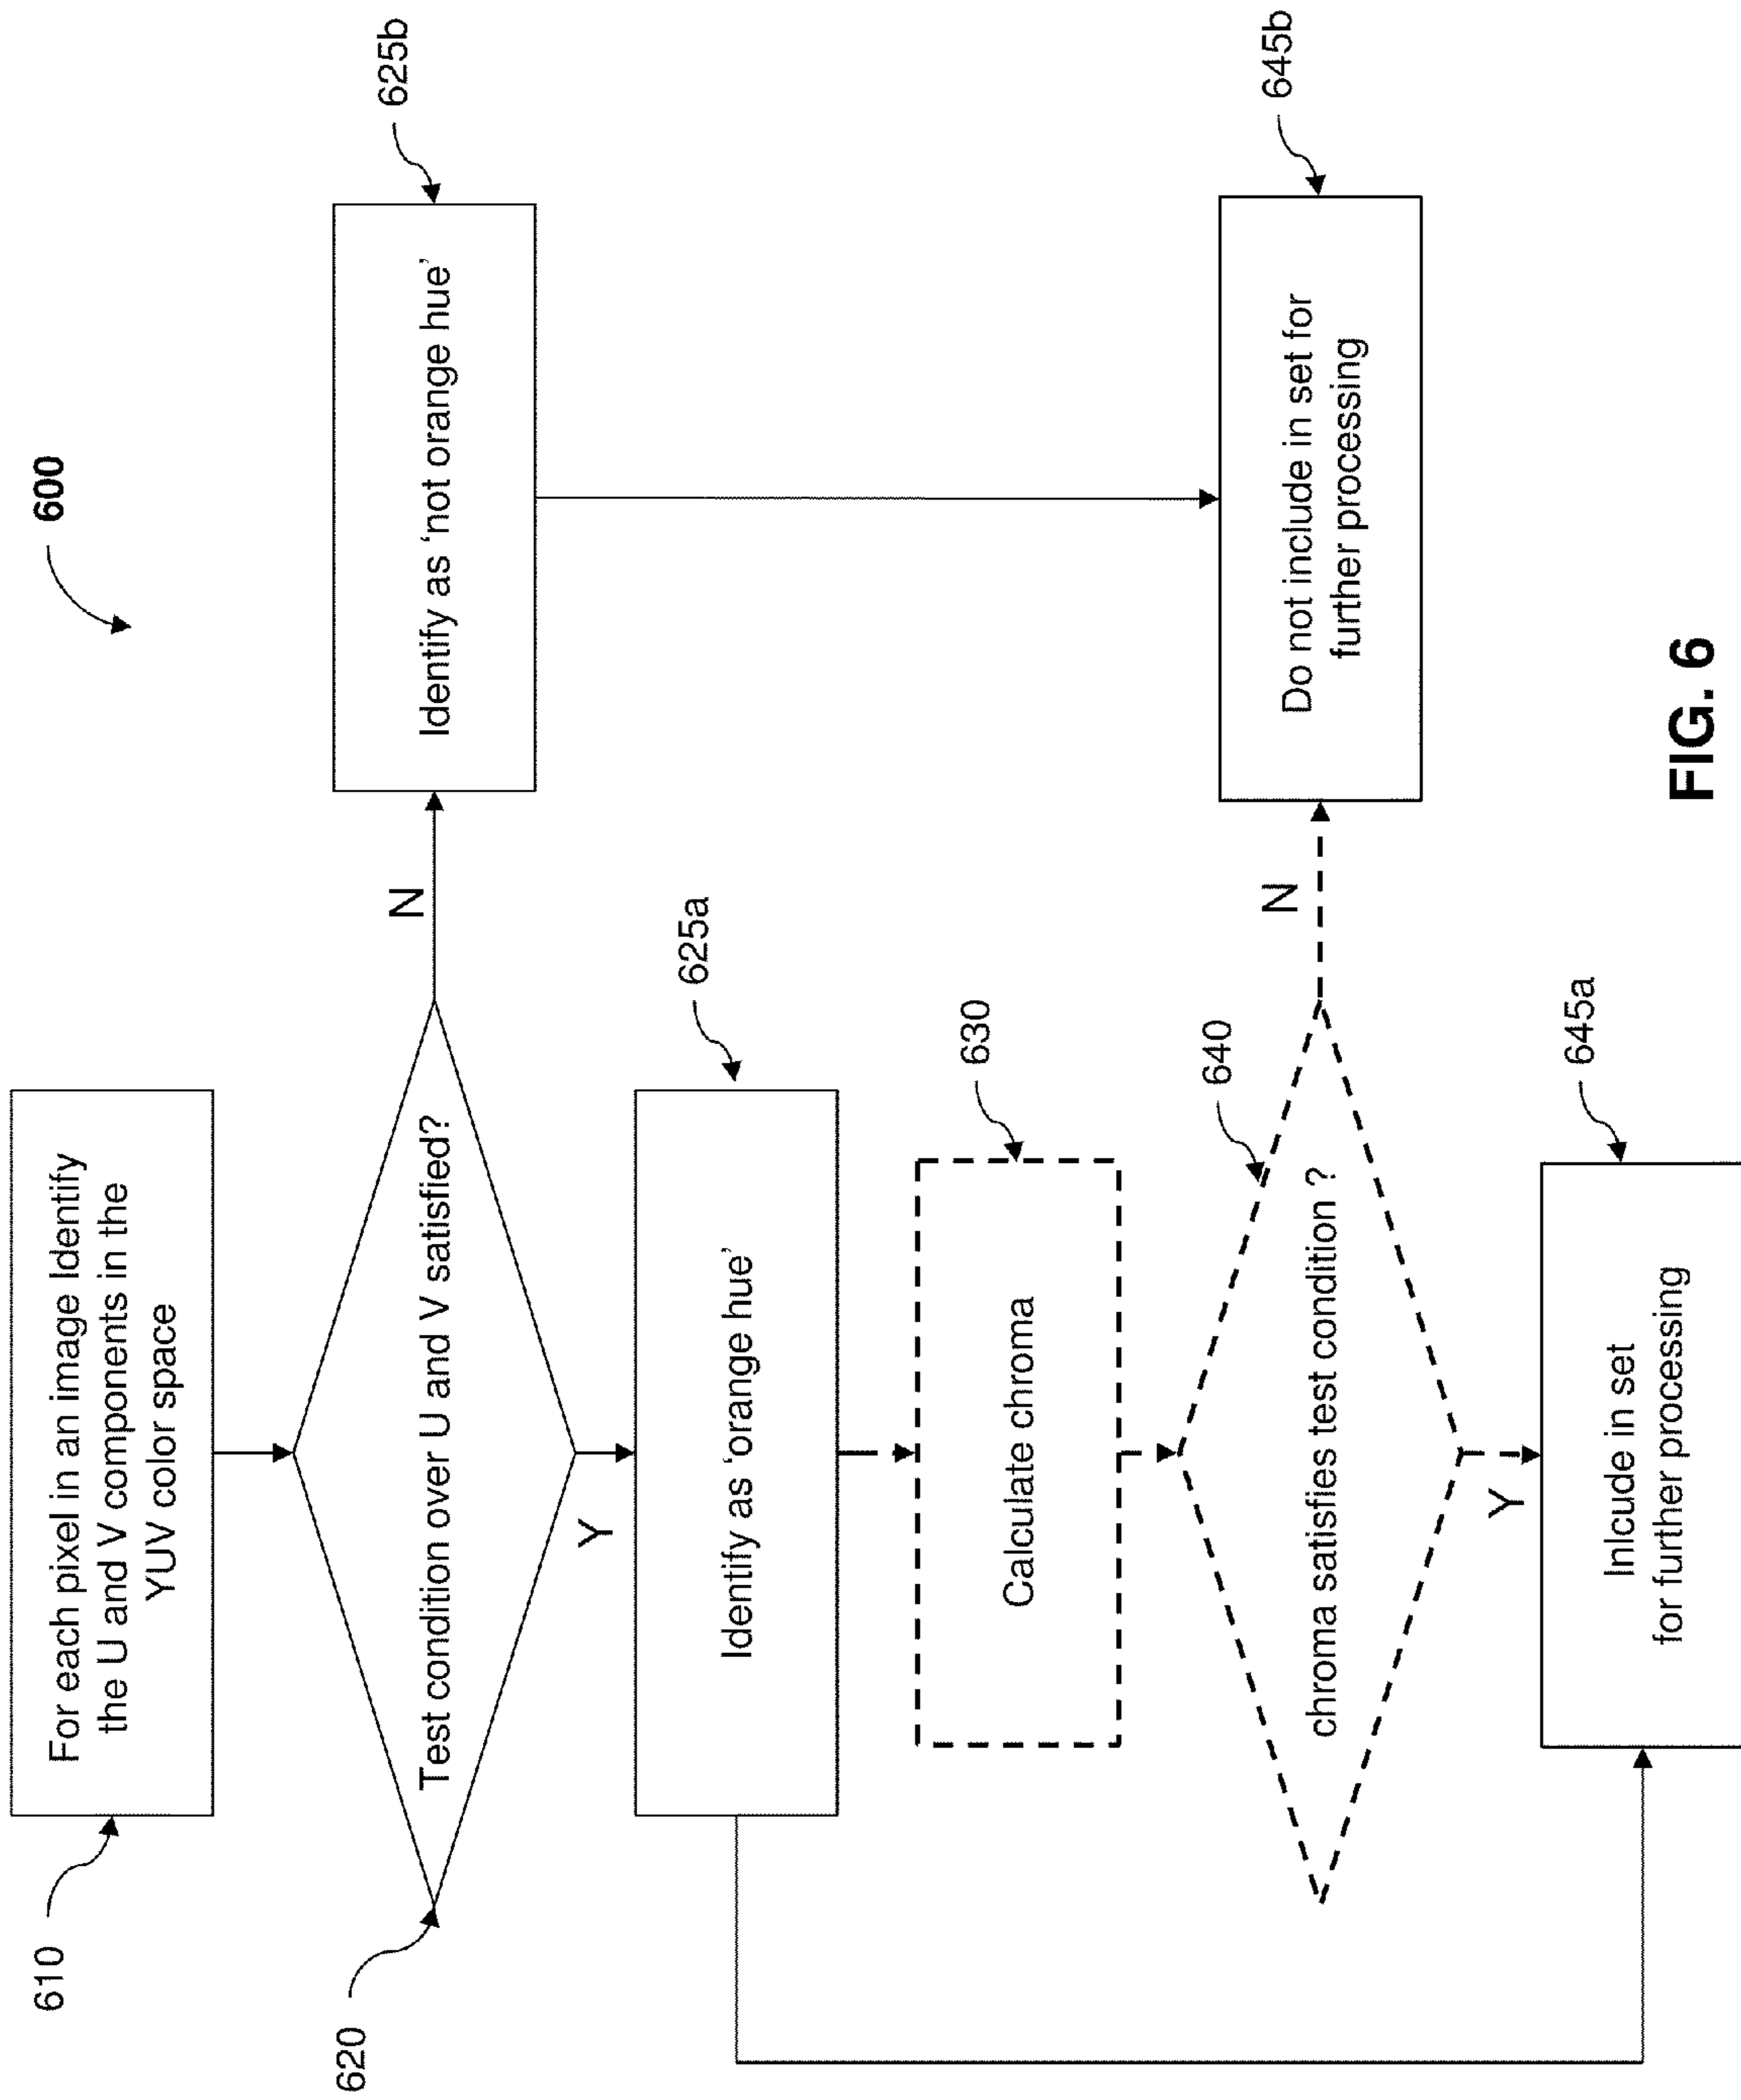 600
610
For each pixel in an image Identify
the U and V components in the
YUV color space
620
Test condition over U and V satisfied?
N
Identify as ‘not orange hue’
625b
Y
Identify as ‘orange hue’
625a
Calculate chroma
630
640
chroma satisfies test condition ?
N
Do not include in set for
further processing
645b
Y
Inlcude in set
for further processing
645a
FIG. 6